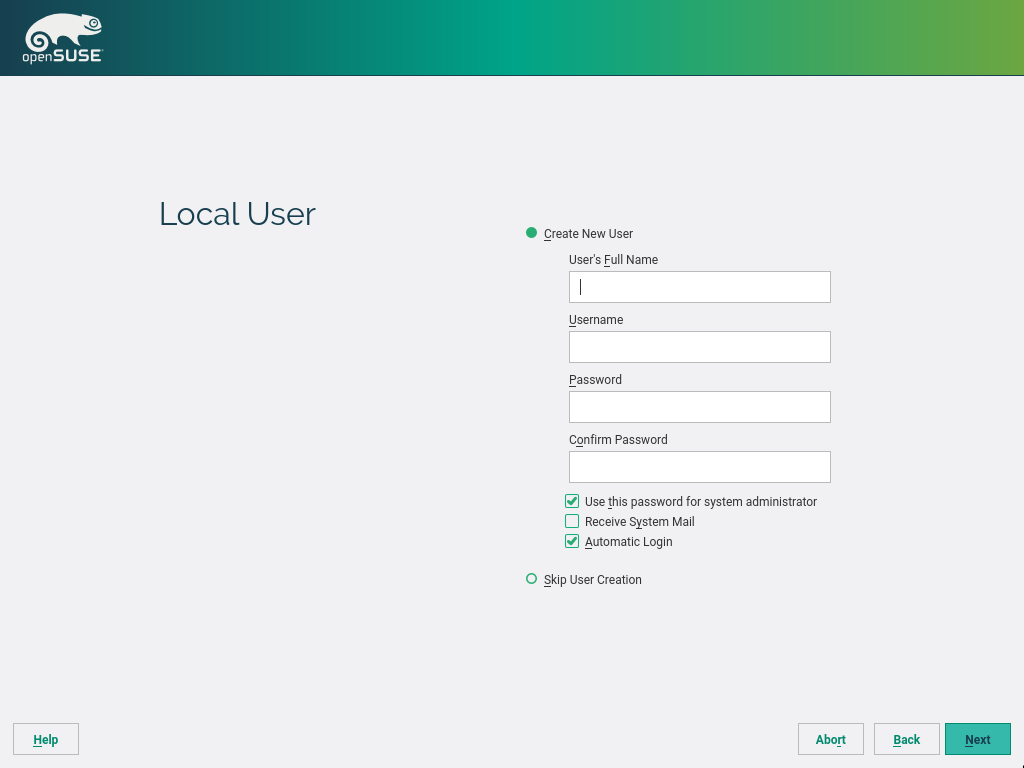 openSUSE
Local User
Create New User
User's Full Name
Username
Password
Confirm Password
Use this password for system administrator
Receive System Mail
Automatic Login
Skip User Creation
Help
Abort
Back
Next